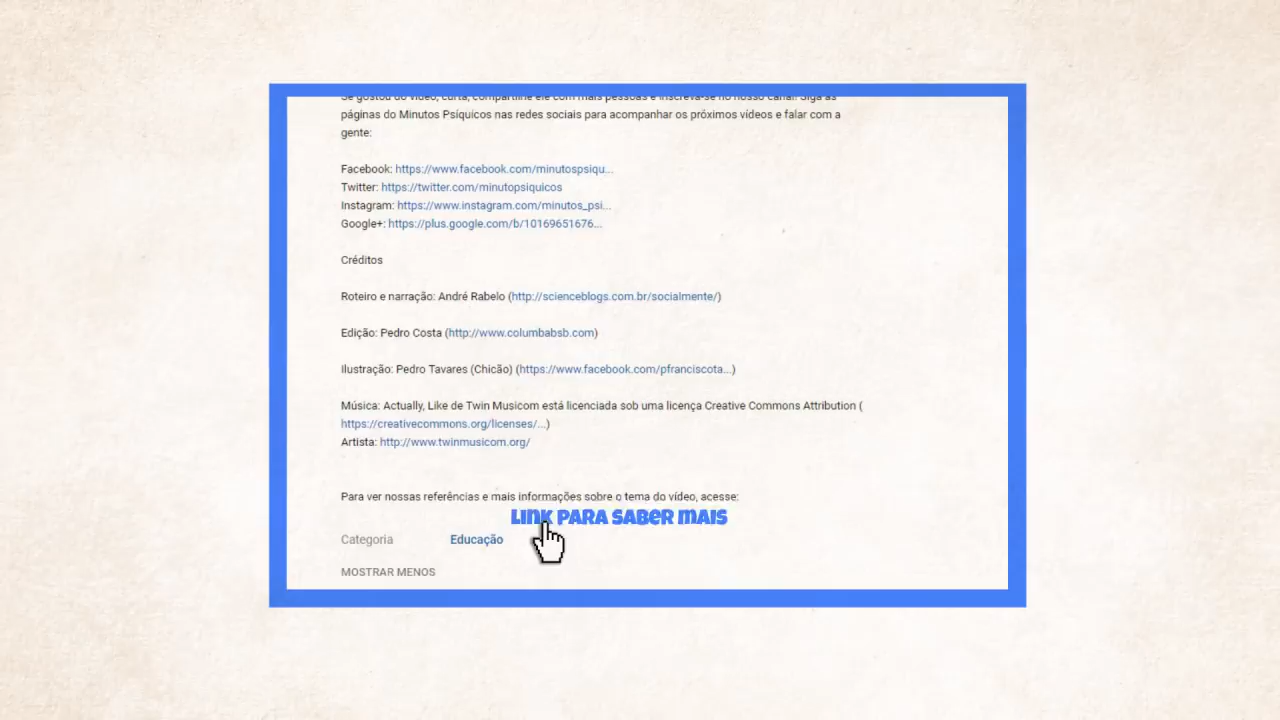 Se gostou do vídeo, curta, compartilhe ele com mais pessoas e inscreva-se no nosso canal! Siga as
páginas do Minutos Psíquicos nas redes sociais para acompanhar os próximos vídeos e falar com a
gente:
Facebook: https://www.facebook.com/minutospsiqu...
Twitter: https://twitter.com/minutopsiquicos
Instagram: https://www.instagram.com/minutos_psi...
Google+: https://plus.google.com/b/10169651676...
Créditos
Roteiro e narração: André Rabelo (http://scienceblogs.com.br/socialmente/)
Edição: Pedro Costa (http://www.columbabsb.com)
Ilustração: Pedro Tavares (Chicão) (https://www.facebook.com/pfranciscota...)
Música: Actually, Like de Twin Musicom está licenciada sob uma licença Creative Commons Attribution (
https://creativecommons.org/licenses/...)
Artista: http://www.twinmusicom.org/
Para ver nossas referências e mais informações sobre o tema do vídeo, acesse:
LINK PARA SABER MAIS
Categoria Educação
MOSTRAR MENOS